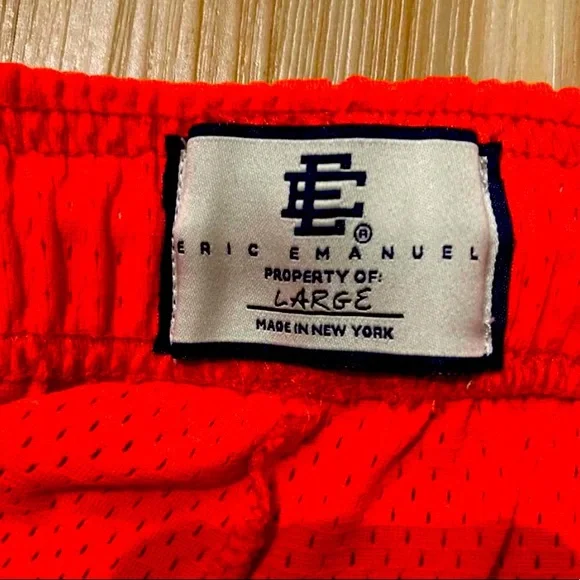 EE®
ERIC EMANUEL
PROPERTY OF:
LARGE
MADE IN NEW YORK